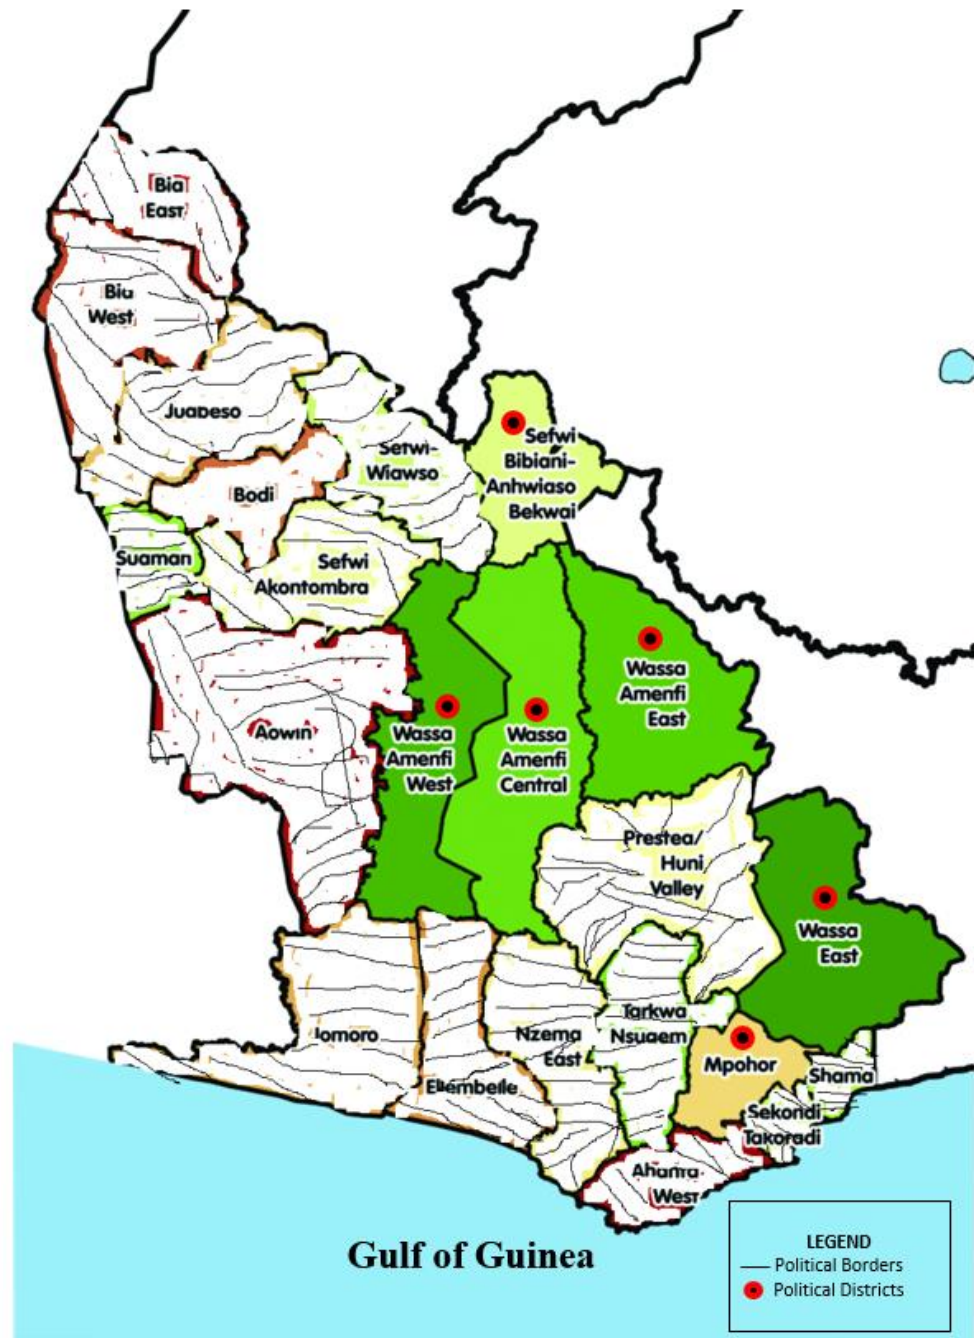 Bia
East
Bia
West
Juabeso
Sefwi-
Wiawso
Sefwi
Bibiani-
Anhwiaso
Bekwai
Bodi
Suaman
Sefwi
Akontombra
Wassa
Amenfi
East
Aowin
Wassa
Amenfi
West
Wassa
Amenfi
Central
Prestea/
Huni
Valley
Wassa
East
Jomoro
Ellembelle
Nzema
East
Tarkwa
Nsuaem
Mpohor
Shama
Sekondi
Takoradi
Ahanta
West
Gulf of Guinea
LEGEND
Political Borders
Political Districts